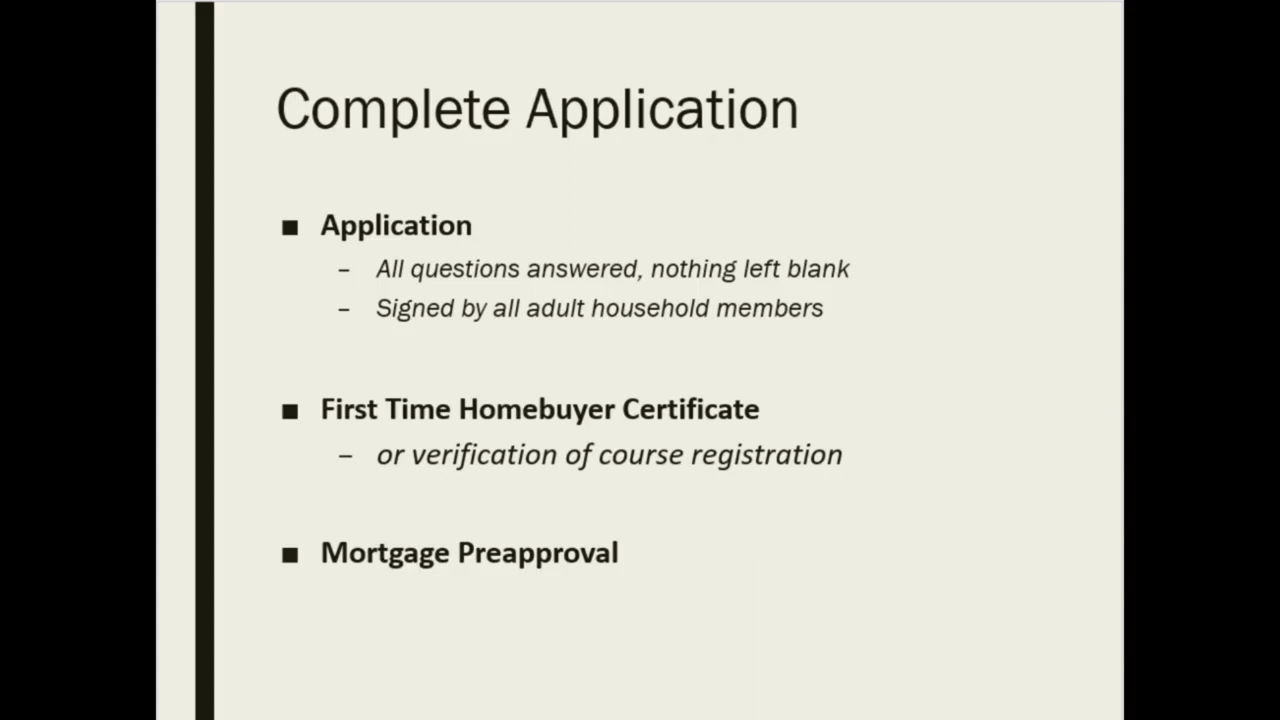 Complete Application
■ Application
– All questions answered, nothing left blank
– Signed by all adult household members
■ First Time Homebuyer Certificate
– or verification of course registration
■ Mortgage Preapproval